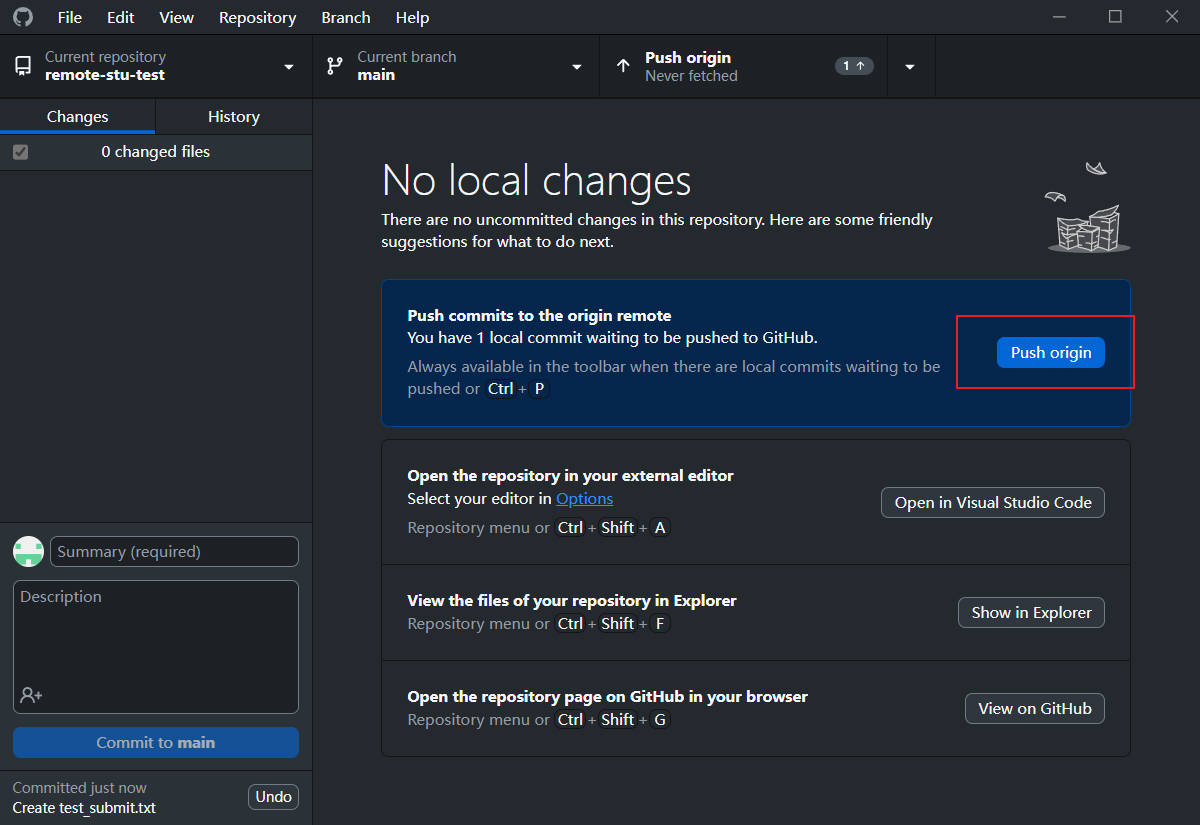 File Edit View Repository Branch Help
Current repository
remote-stu-test
Current branch
main
Push origin
Never fetched
1
Changes
History
0 changed files
No local changes
There are no uncommitted changes in this repository. Here are some friendly
suggestions for what to do next.
Push commits to the origin remote
You have 1 local commit waiting to be pushed to GitHub.
Always available in the toolbar when there are local commits waiting to be
pushed or Ctrl + P
Push origin
Open the repository in your external editor
Select your editor in Options
Repository menu or Ctrl + Shift + A
Open in Visual Studio Code
View the files of your repository in Explorer
Repository menu or Ctrl + Shift + F
Show in Explorer
Open the repository page on GitHub in your browser
Repository menu or Ctrl + Shift + G
View on GitHub
Summary (required)
Description
Commit to main
Committed just now
Create test_submit.txt
Undo